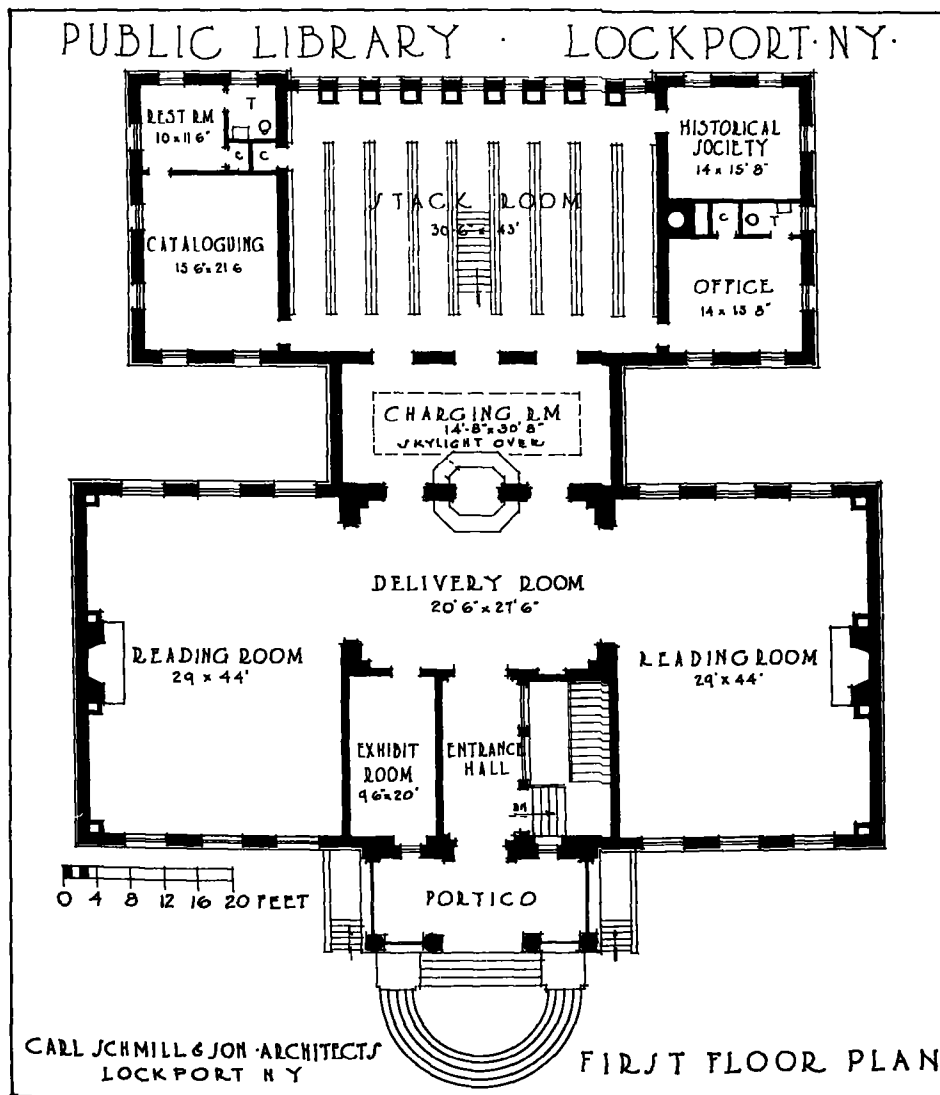 PUBLIC LIBRARY · LOCKPORT·NY·
REST RM
10 x 11 6"
T
C C
HISTORICAL
SOCIETY
14 x 15' 8"
STACK ROOM
30-6" x 43'
C T
CATALOGUING
15 6" x 21 6
OFFICE
14 x 13 8"
CHARGING RM
14'-8" x 30' 8"
SKYLIGHT OVER
DELIVERY ROOM
20' 6" x 27' 6"
READING ROOM
29 x 44'
READING ROOM
29' x 44'
EXHIBIT
ROOM
9 6" x 20'
ENTRANCE
HALL
DN
PORTICO
0 4 8 12 16 20 FEET
CARL SCHMILL & SON · ARCHITECTS
LOCKPORT N Y
FIRST FLOOR PLAN